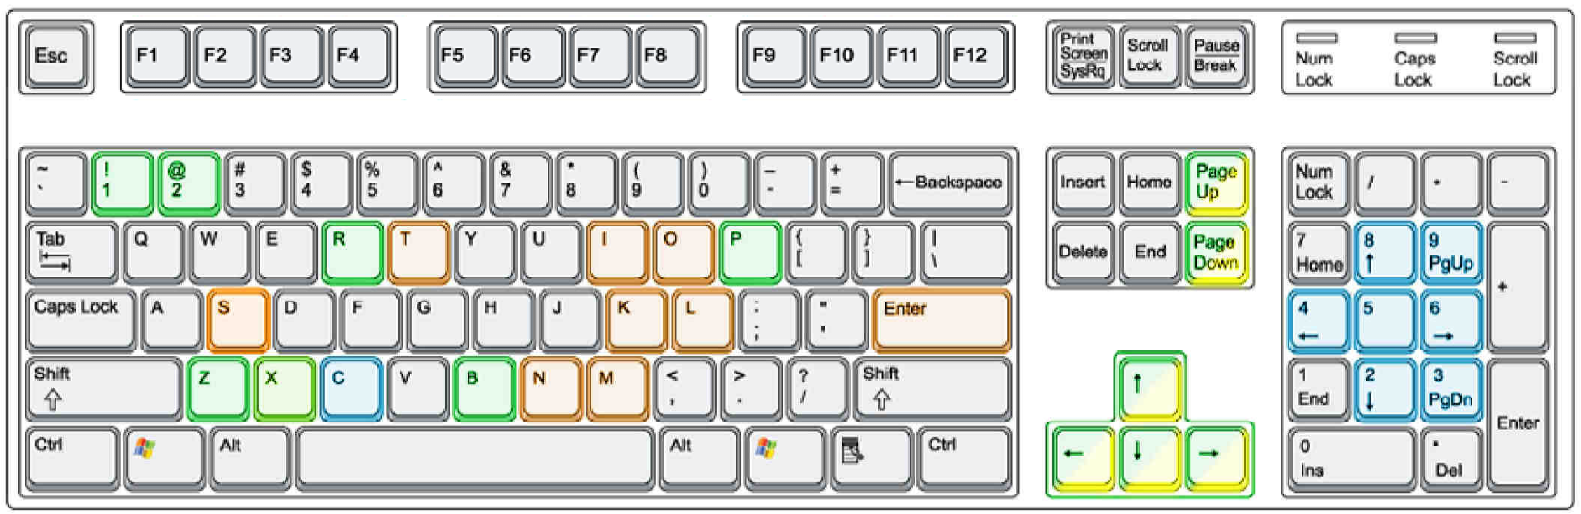 Esc F1 F2 F3 F4 F5 F6 F7 F8 F9 F10 F11 F12
Print
Screen
SysRq
Scroll
Lock
Pause
Break
Num
Lock
Caps
Lock
Scroll
Lock
~ ! @ # $ % ^ & * ( ) – +
` 1 2 3 4 5 6 7 8 9 0 - = ←Backspace
Tab Q W E R T Y U I O P { } |
[ ] \
Caps Lock A S D F G H J K L : " Enter
; '
Shift Z X C V B N M < > ? Shift
⇧ , . / ⇧
Ctrl Alt Alt Ctrl
Insert Home Page
Up
Delete End Page
Down
↑
← ↓ →
Num
Lock / * -
7 8 9
Home ↑ PgUp
+
4 5 6
← →
1 2 3
End ↓ PgDn
Enter
0 .
Ins Del